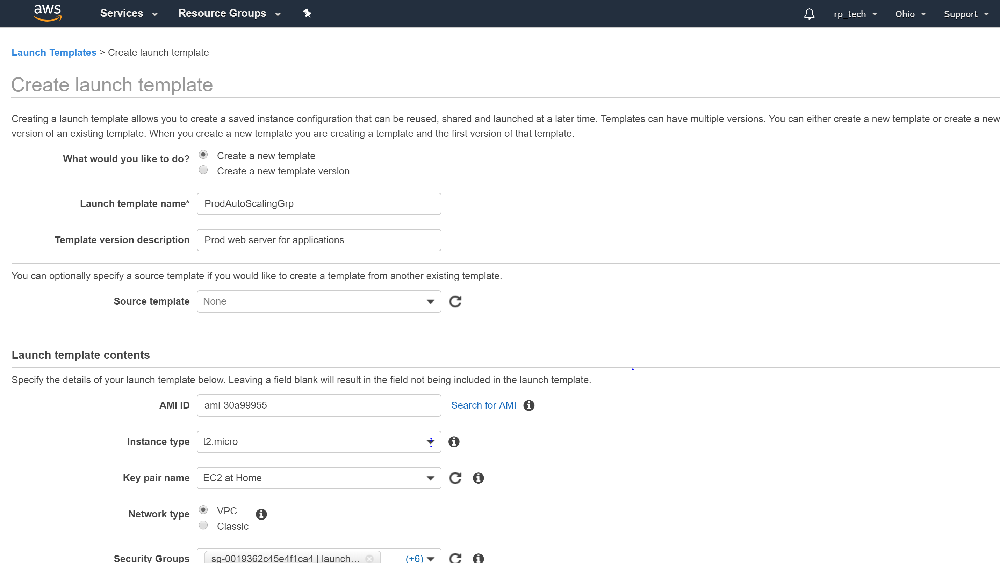 aws Services Resource Groups rp_tech Ohio Support
Launch Templates > Create launch template
Create launch template
Creating a launch template allows you to create a saved instance configuration that can be reused, shared and launched at a later time. Templates can have multiple versions. You can either create a new template or create a new
version of an existing template. When you create a new template you are creating a template and the first version of that template.
What would you like to do? Create a new template
Create a new template version
Launch template name* ProdAutoScalingGrp
Template version description Prod web server for applications
You can optionally specify a source template if you would like to create a template from another existing template.
Source template None
Launch template contents
Specify the details of your launch template below. Leaving a field blank will result in the field not being included in the launch template.
AMI ID ami-30a99955 Search for AMI
Instance type t2.micro
Key pair name EC2 at Home
Network type VPC
Classic
Security Groups sg-0019362c45e4f1ca4 | launch... (+6)